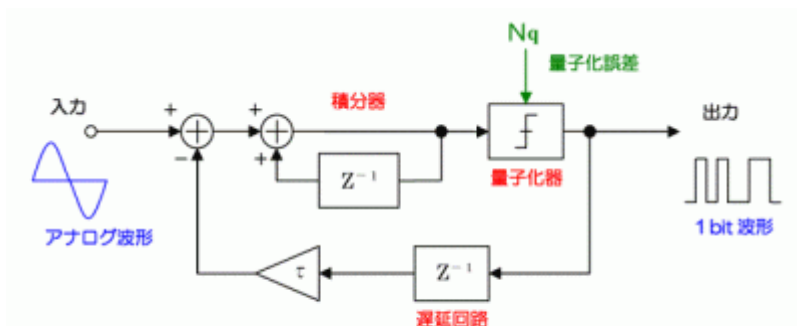 Nq
量子化誤差
入力
+
+
積分器
出力
−
+
Z⁻¹
量子化器
アナログ波形
1 bit 波形
τ
Z⁻¹
遅延回路